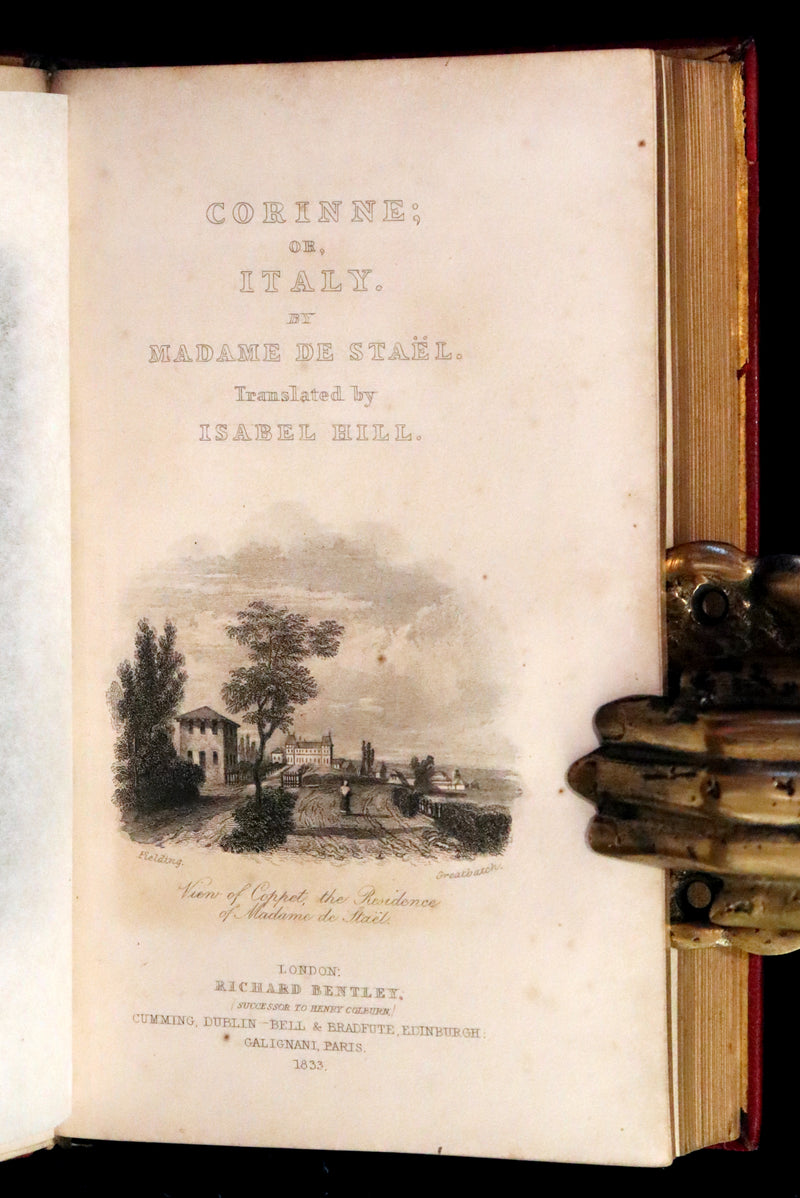 CORINNE;
OR,
ITALY.
BY
MADAME DE STAËL.
Translated by
ISABEL HILL.
Fielding.
Greatbatch.
View of Coppet, the Residence
of Madame de Staël.
LONDON:
RICHARD BENTLEY,
(SUCCESSOR TO HENRY COLBURN,)
CUMMING, DUBLIN - BELL & BRADFUTE, EDINBURGH:
GALIGNANI, PARIS.
1833.